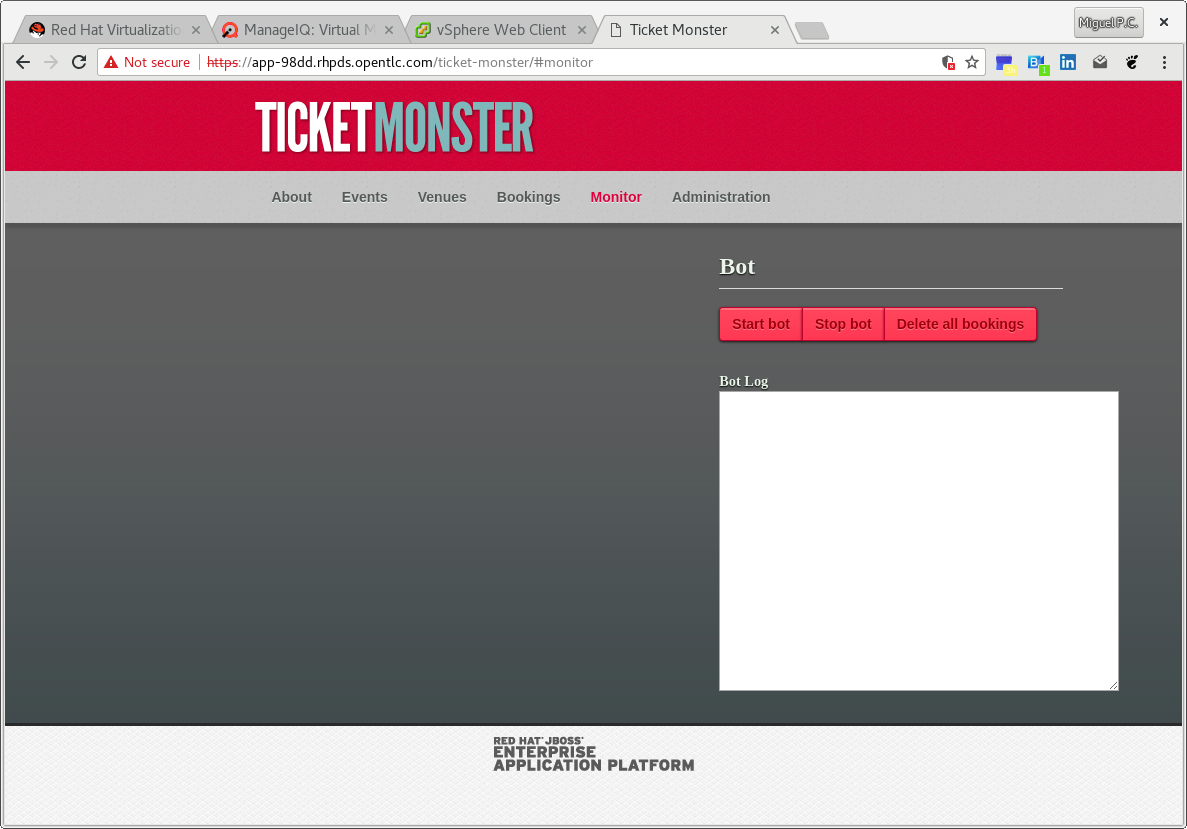 Red Hat Virtualizatio
ManageIQ: Virtual M
vSphere Web Client
Ticket Monster
Miguel P.C.
Not secure
https://app-98dd.rhpds.opentlc.com/ticket-monster/#monitor
1
TICKETMONSTER
About
Events
Venues
Bookings
Monitor
Administration
Bot
Start bot
Stop bot
Delete all bookings
Bot Log
RED HAT® JBOSS®
ENTERPRISE
APPLICATION PLATFORM